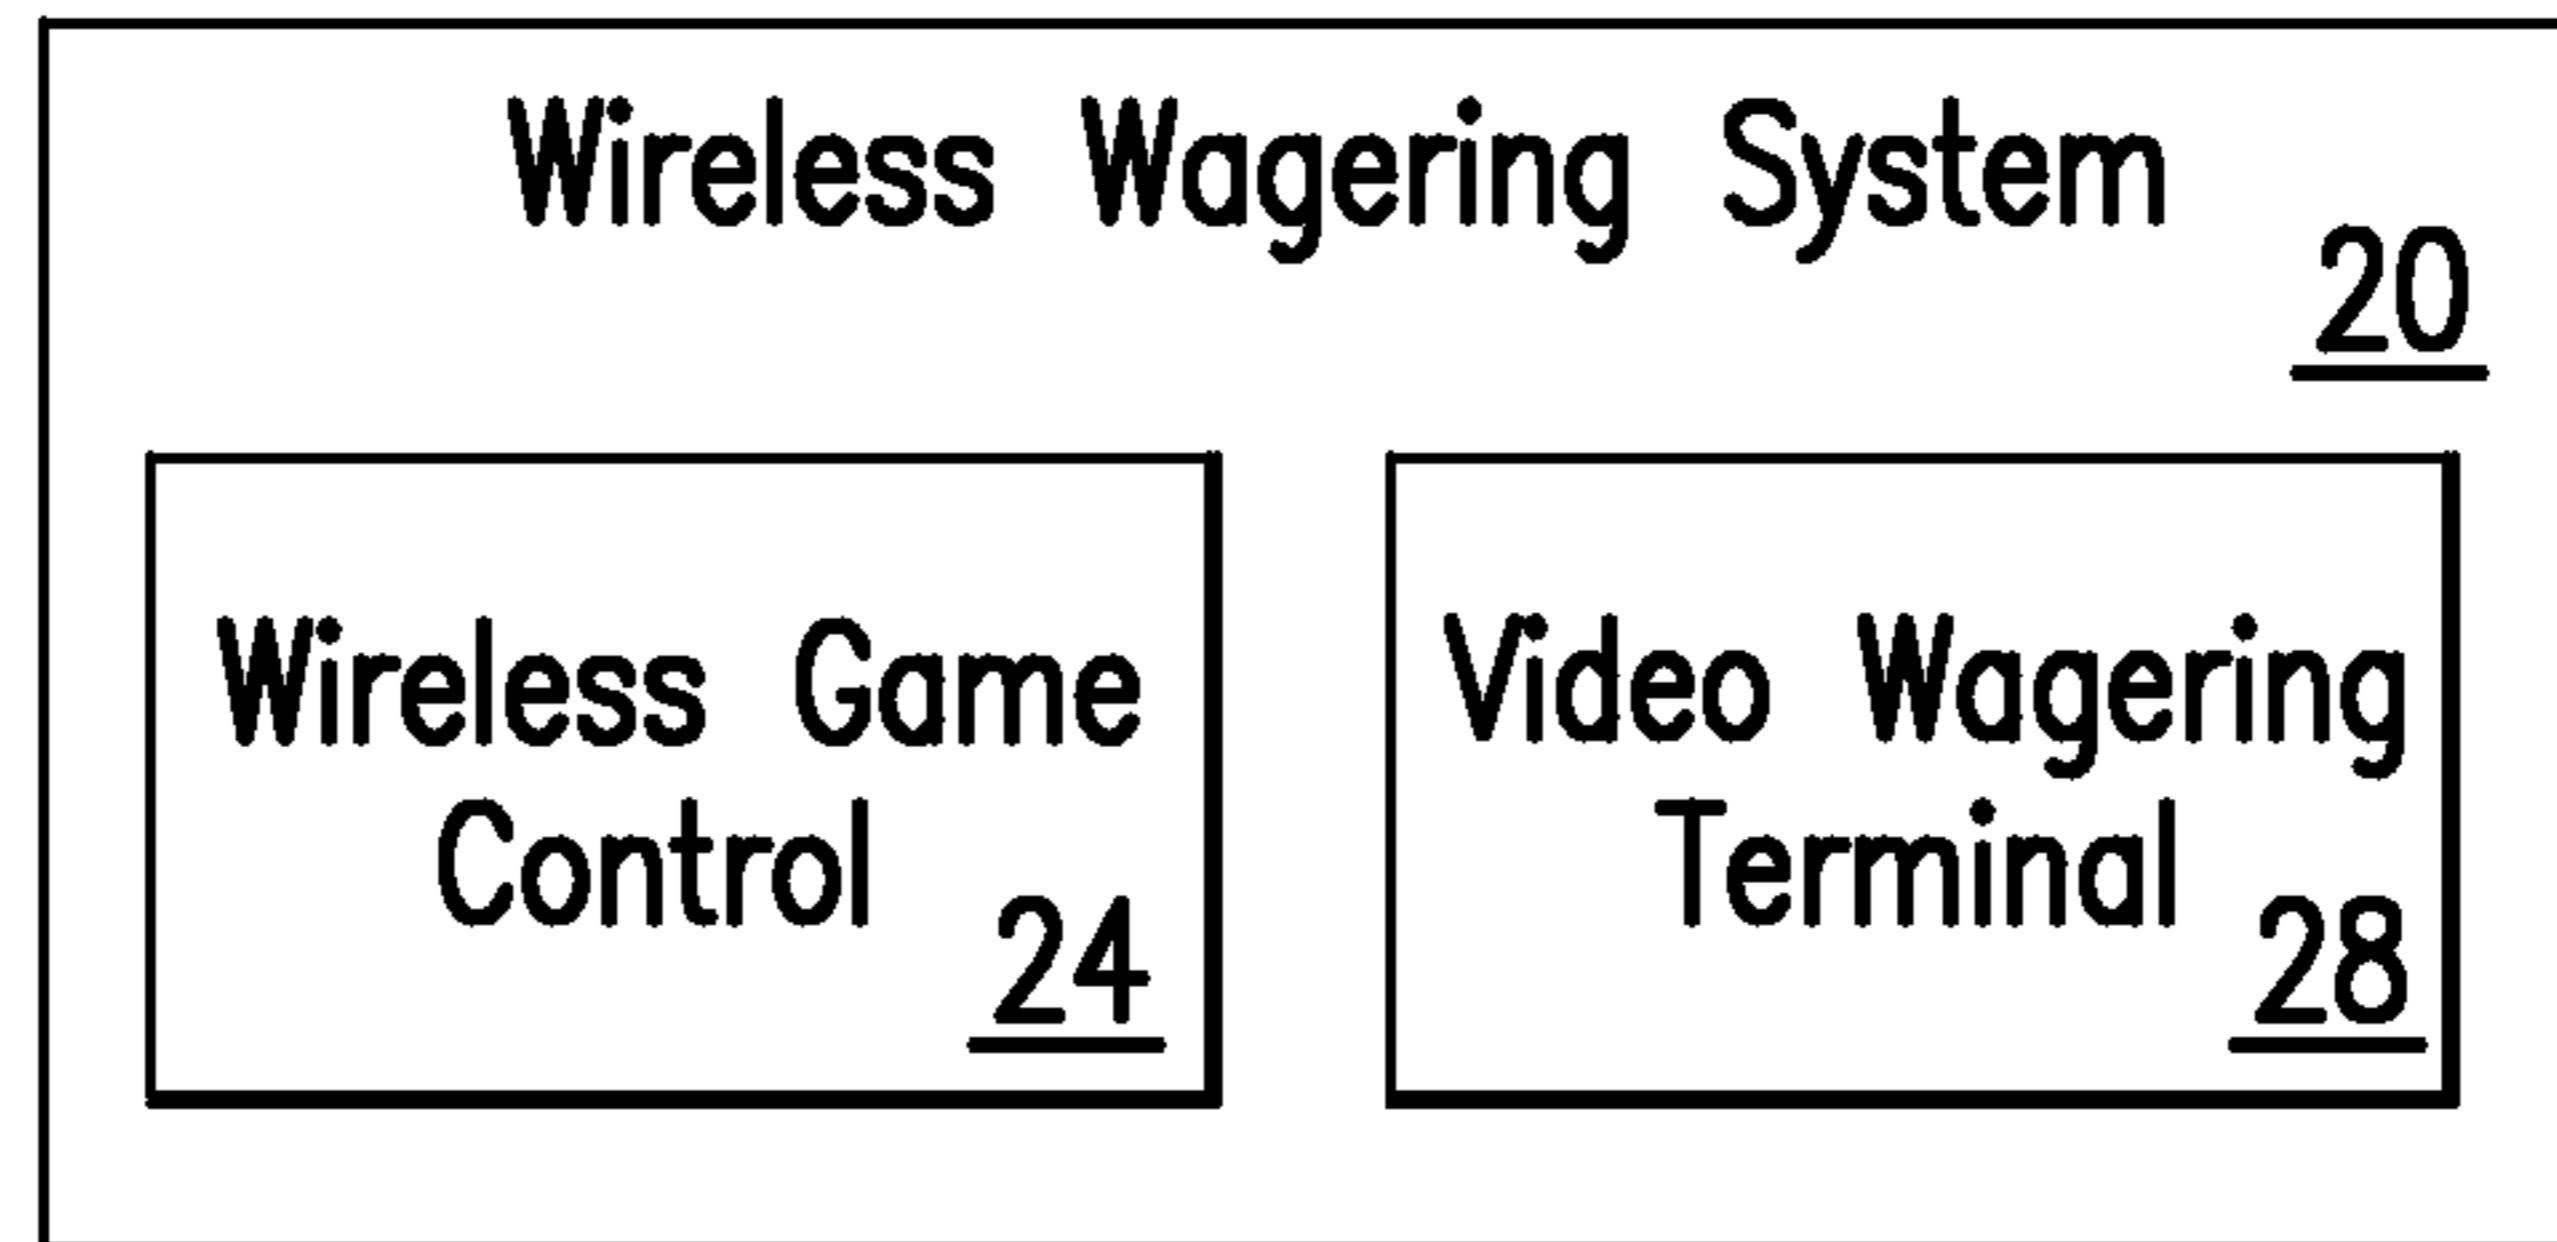 Wireless Wagering System
20
Wireless Game
Control
24
Video Wagering
Terminal
28